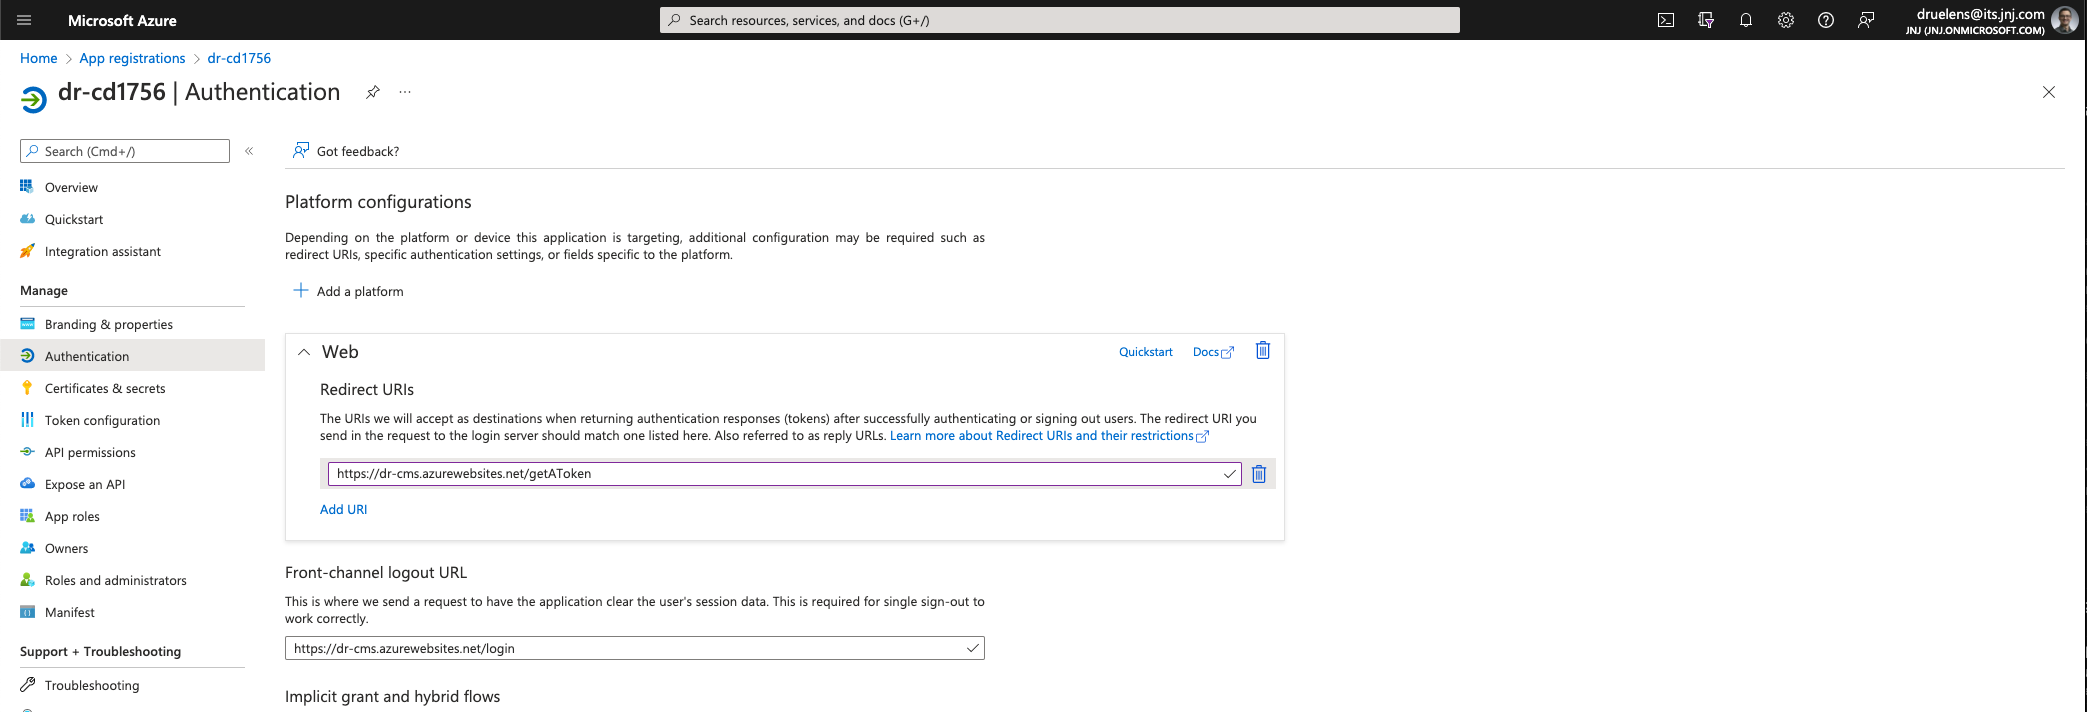 Microsoft Azure
Search resources, services, and docs (G+/)
druelens@its.jnj.com
JNJ (JNJ.ONMICROSOFT.COM)
Home > App registrations > dr-cd1756
dr-cd1756 | Authentication
Search (Cmd+/)
Overview
Quickstart
Integration assistant
Manage
Branding & properties
Authentication
Certificates & secrets
Token configuration
API permissions
Expose an API
App roles
Owners
Roles and administrators
Manifest
Support + Troubleshooting
Troubleshooting
Got feedback?
Platform configurations
Depending on the platform or device this application is targeting, additional configuration may be required such as
redirect URIs, specific authentication settings, or fields specific to the platform.
Add a platform
Web
Quickstart
Docs
Redirect URIs
The URIs we will accept as destinations when returning authentication responses (tokens) after successfully authenticating or signing out users. The redirect URI you
send in the request to the login server should match one listed here. Also referred to as reply URLs. Learn more about Redirect URIs and their restrictions
https://dr-cms.azurewebsites.net/getAToken
Add URI
Front-channel logout URL
This is where we send a request to have the application clear the user's session data. This is required for single sign-out to
work correctly.
https://dr-cms.azurewebsites.net/login
Implicit grant and hybrid flows